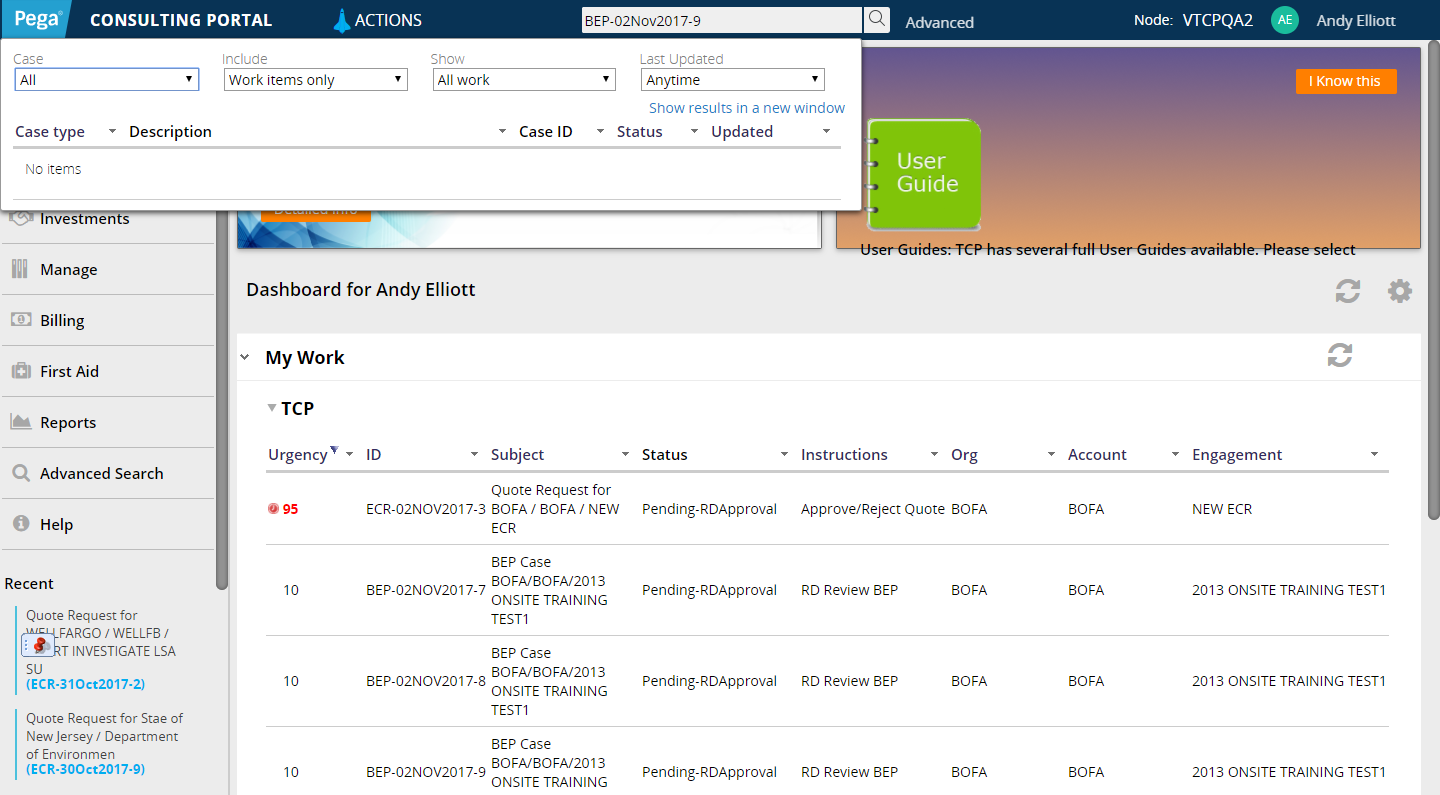 Pega CONSULTING PORTAL ACTIONS BEP-02Nov2017-9 Advanced Node: VTCPQA2 AE Andy Elliott
Case Include Show Last Updated
All Work items only All work Anytime
Show results in a new window
Case type Description Case ID Status Updated
No items
I Know this
User
Guide
Detailed Info
User Guides: TCP has several full User Guides available. Please select
Investments
Manage
Billing
First Aid
Reports
Advanced Search
Help
Recent
Quote Request for
WELLFARGO / WELLFB /
RT INVESTIGATE LSA
SU
(ECR-31Oct2017-2)
Quote Request for Stae of
New Jersey / Department
of Environmen
(ECR-30Oct2017-9)
Dashboard for Andy Elliott
My Work
TCP
Urgency ID Subject Status Instructions Org Account Engagement
95 ECR-02NOV2017-3 Quote Request for Pending-RDApproval Approve/Reject Quote BOFA BOFA NEW ECR
BOFA / BOFA / NEW
ECR
10 BEP-02NOV2017-7 BEP Case Pending-RDApproval RD Review BEP BOFA BOFA 2013 ONSITE TRAINING TEST1
BOFA/BOFA/2013
ONSITE TRAINING
TEST1
10 BEP-02NOV2017-8 BEP Case Pending-RDApproval RD Review BEP BOFA BOFA 2013 ONSITE TRAINING TEST1
BOFA/BOFA/2013
ONSITE TRAINING
TEST1
10 BEP-02NOV2017-9 BEP Case Pending-RDApproval RD Review BEP BOFA BOFA 2013 ONSITE TRAINING TEST1
BOFA/BOFA/2013
ONSITE TRAINING